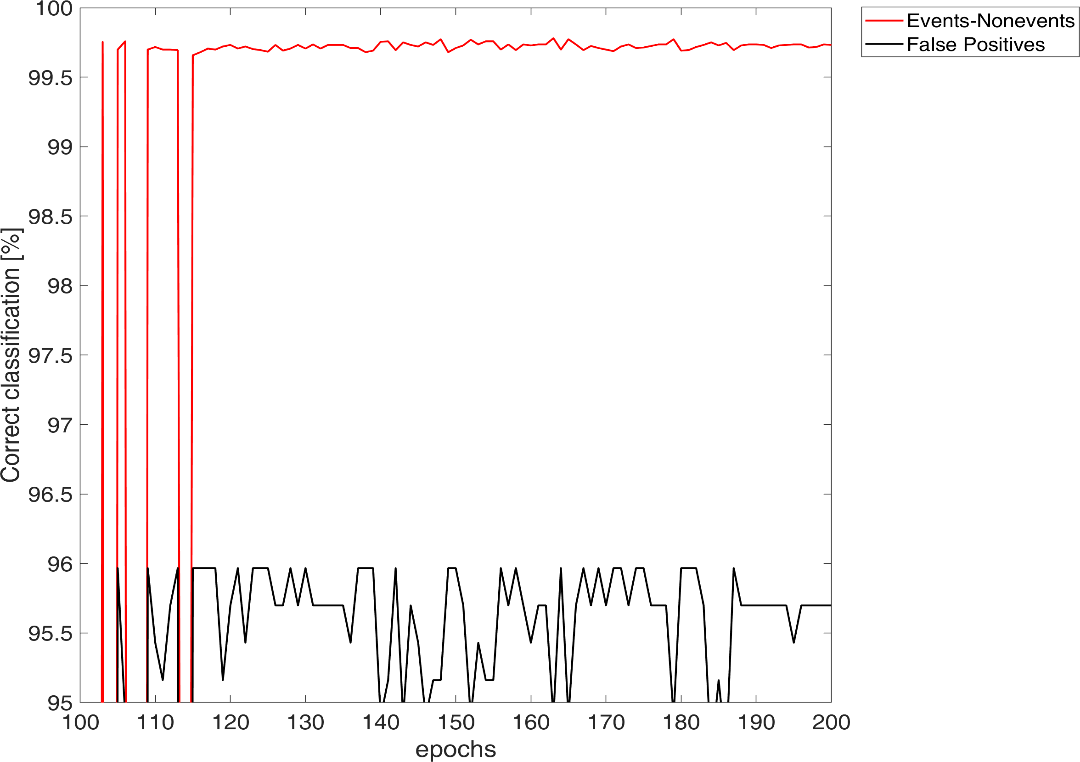 100
99.5
99
98.5
98
97.5
97
96.5
96
95.5
95
Correct classification [%]
100 110 120 130 140 150 160 170 180 190 200
epochs
Events-Nonevents
False Positives